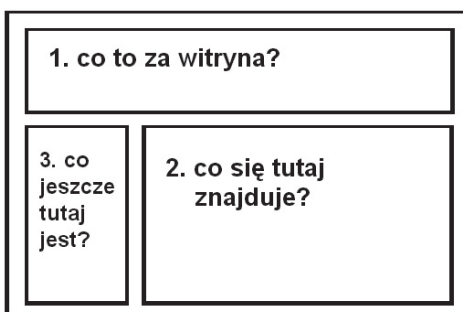 1. co to za witryna?
3. co
jeszcze
tutaj
jest?
2. co się tutaj
znajduje?